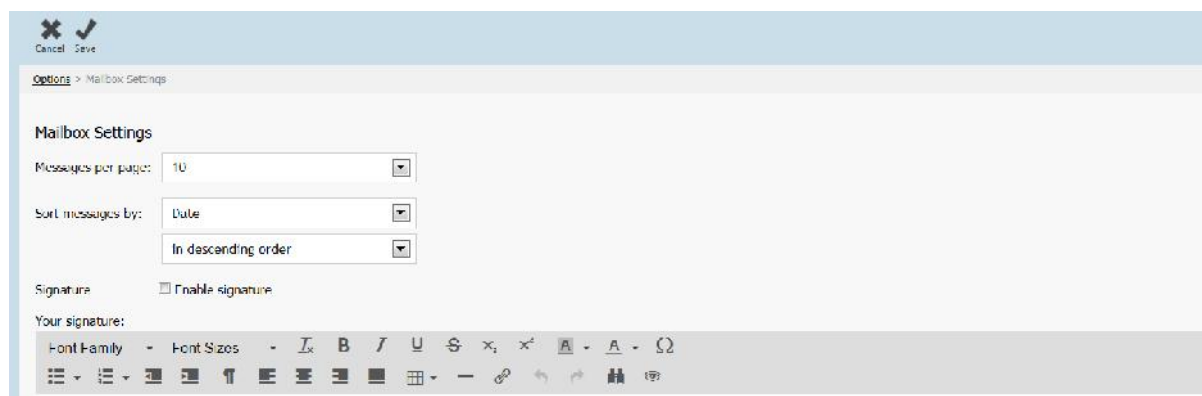 Cancel Save
Options > Mailbox Settings
Mailbox Settings
Messages per page: 10
Sort messages by: Date
In descending order
Signature Enable signature
Your signature:
Font Family Font Sizes